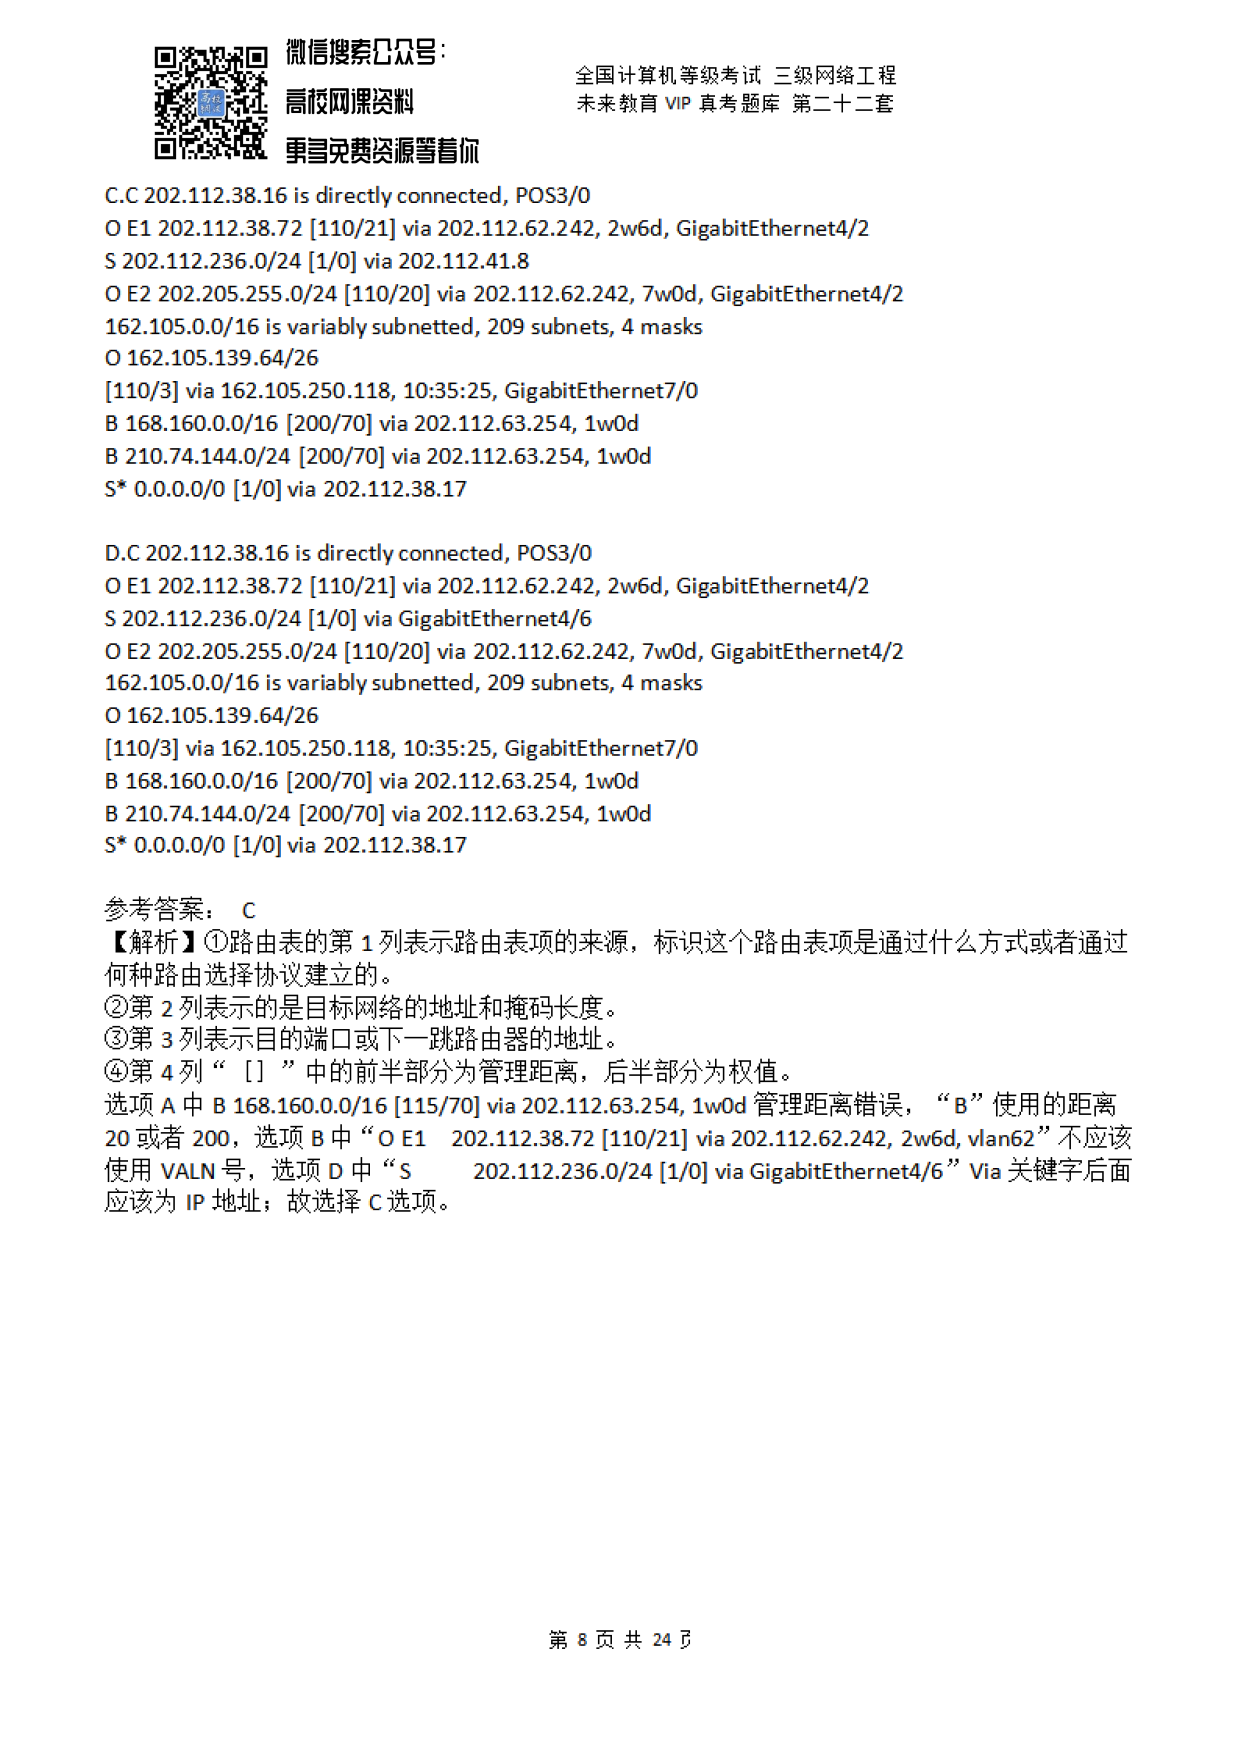 微信搜索公众号：
高校网课资料
更多免费资源等着你
全国计算机等级考试 三级网络工程
未来教育 VIP 真考题库 第二十二套
C.C 202.112.38.16 is directly connected, POS3/0
O E1 202.112.38.72 [110/21] via 202.112.62.242, 2w6d, GigabitEthernet4/2
S 202.112.236.0/24 [1/0] via 202.112.41.8
O E2 202.205.255.0/24 [110/20] via 202.112.62.242, 7w0d, GigabitEthernet4/2
162.105.0.0/16 is variably subnetted, 209 subnets, 4 masks
O 162.105.139.64/26
[110/3] via 162.105.250.118, 10:35:25, GigabitEthernet7/0
B 168.160.0.0/16 [200/70] via 202.112.63.254, 1w0d
B 210.74.144.0/24 [200/70] via 202.112.63.254, 1w0d
S* 0.0.0.0/0 [1/0] via 202.112.38.17
D.C 202.112.38.16 is directly connected, POS3/0
O E1 202.112.38.72 [110/21] via 202.112.62.242, 2w6d, GigabitEthernet4/2
S 202.112.236.0/24 [1/0] via GigabitEthernet4/6
O E2 202.205.255.0/24 [110/20] via 202.112.62.242, 7w0d, GigabitEthernet4/2
162.105.0.0/16 is variably subnetted, 209 subnets, 4 masks
O 162.105.139.64/26
[110/3] via 162.105.250.118, 10:35:25, GigabitEthernet7/0
B 168.160.0.0/16 [200/70] via 202.112.63.254, 1w0d
B 210.74.144.0/24 [200/70] via 202.112.63.254, 1w0d
S* 0.0.0.0/0 [1/0] via 202.112.38.17
参考答案： C
【解析】①路由表的第 1 列表示路由表项的来源，标识这个路由表项是通过什么方式或者通过
何种路由选择协议建立的。
②第 2 列表示的是目标网络的地址和掩码长度。
③第 3 列表示目的端口或下一跳路由器的地址。
④第 4 列“［］”中的前半部分为管理距离，后半部分为权值。
选项 A 中 B 168.160.0.0/16 [115/70] via 202.112.63.254, 1w0d 管理距离错误，“B”使用的距离
20 或者 200，选项 B 中“O E1 202.112.38.72 [110/21] via 202.112.62.242, 2w6d, vlan62”不应该
使用 VALN 号，选项 D 中“S 202.112.236.0/24 [1/0] via GigabitEthernet4/6”Via 关键字后面
应该为 IP 地址；故选择 C 选项。
第 8 页 共 24 页